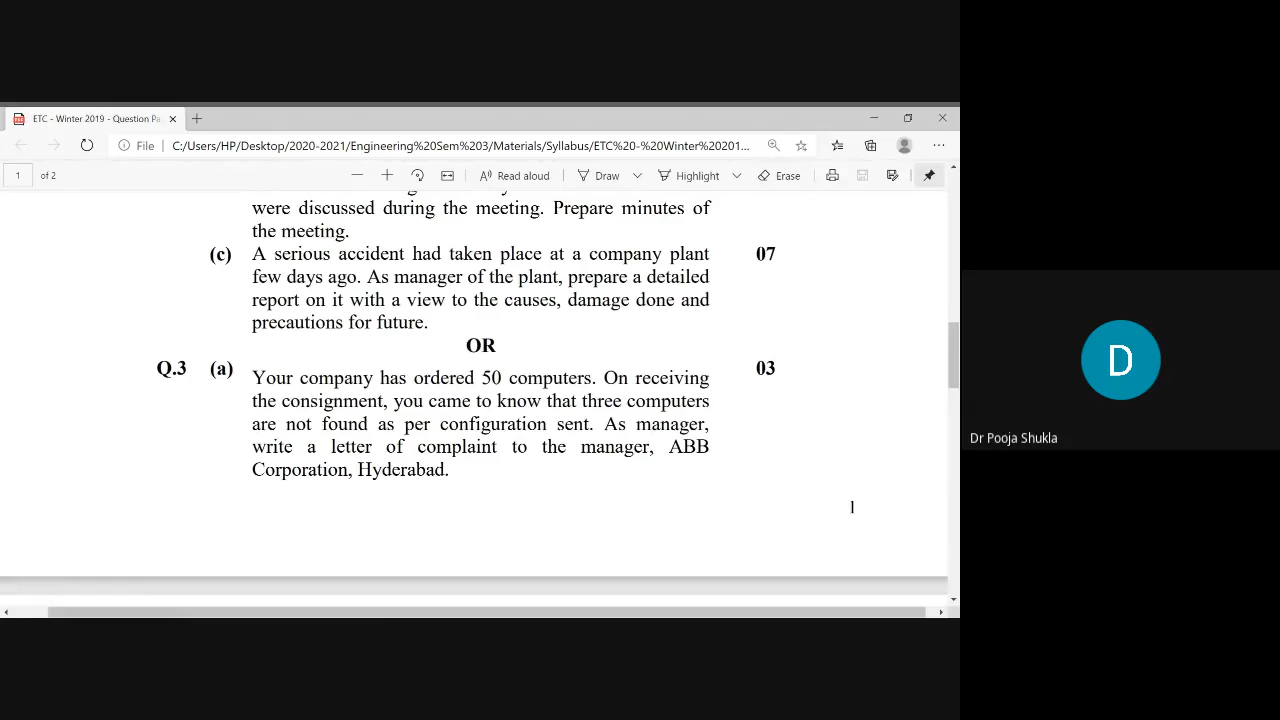 ETC - Winter 2019 - Question Pa
File C:/Users/HP/Desktop/2020-2021/Engineering%20Sem%203/Materials/Syllabus/ETC%20-%20Winter%20201...
1 of 2 Read aloud Draw Highlight Erase
were discussed during the meeting. Prepare minutes of
the meeting.
(c) A serious accident had taken place at a company plant 07
few days ago. As manager of the plant, prepare a detailed
report on it with a view to the causes, damage done and
precautions for future.
OR
Q.3 (a) 03
Your company has ordered 50 computers. On receiving
the consignment, you came to know that three computers
are not found as per configuration sent. As manager,
write a letter of complaint to the manager, ABB
Corporation, Hyderabad.
1
D
Dr Pooja Shukla